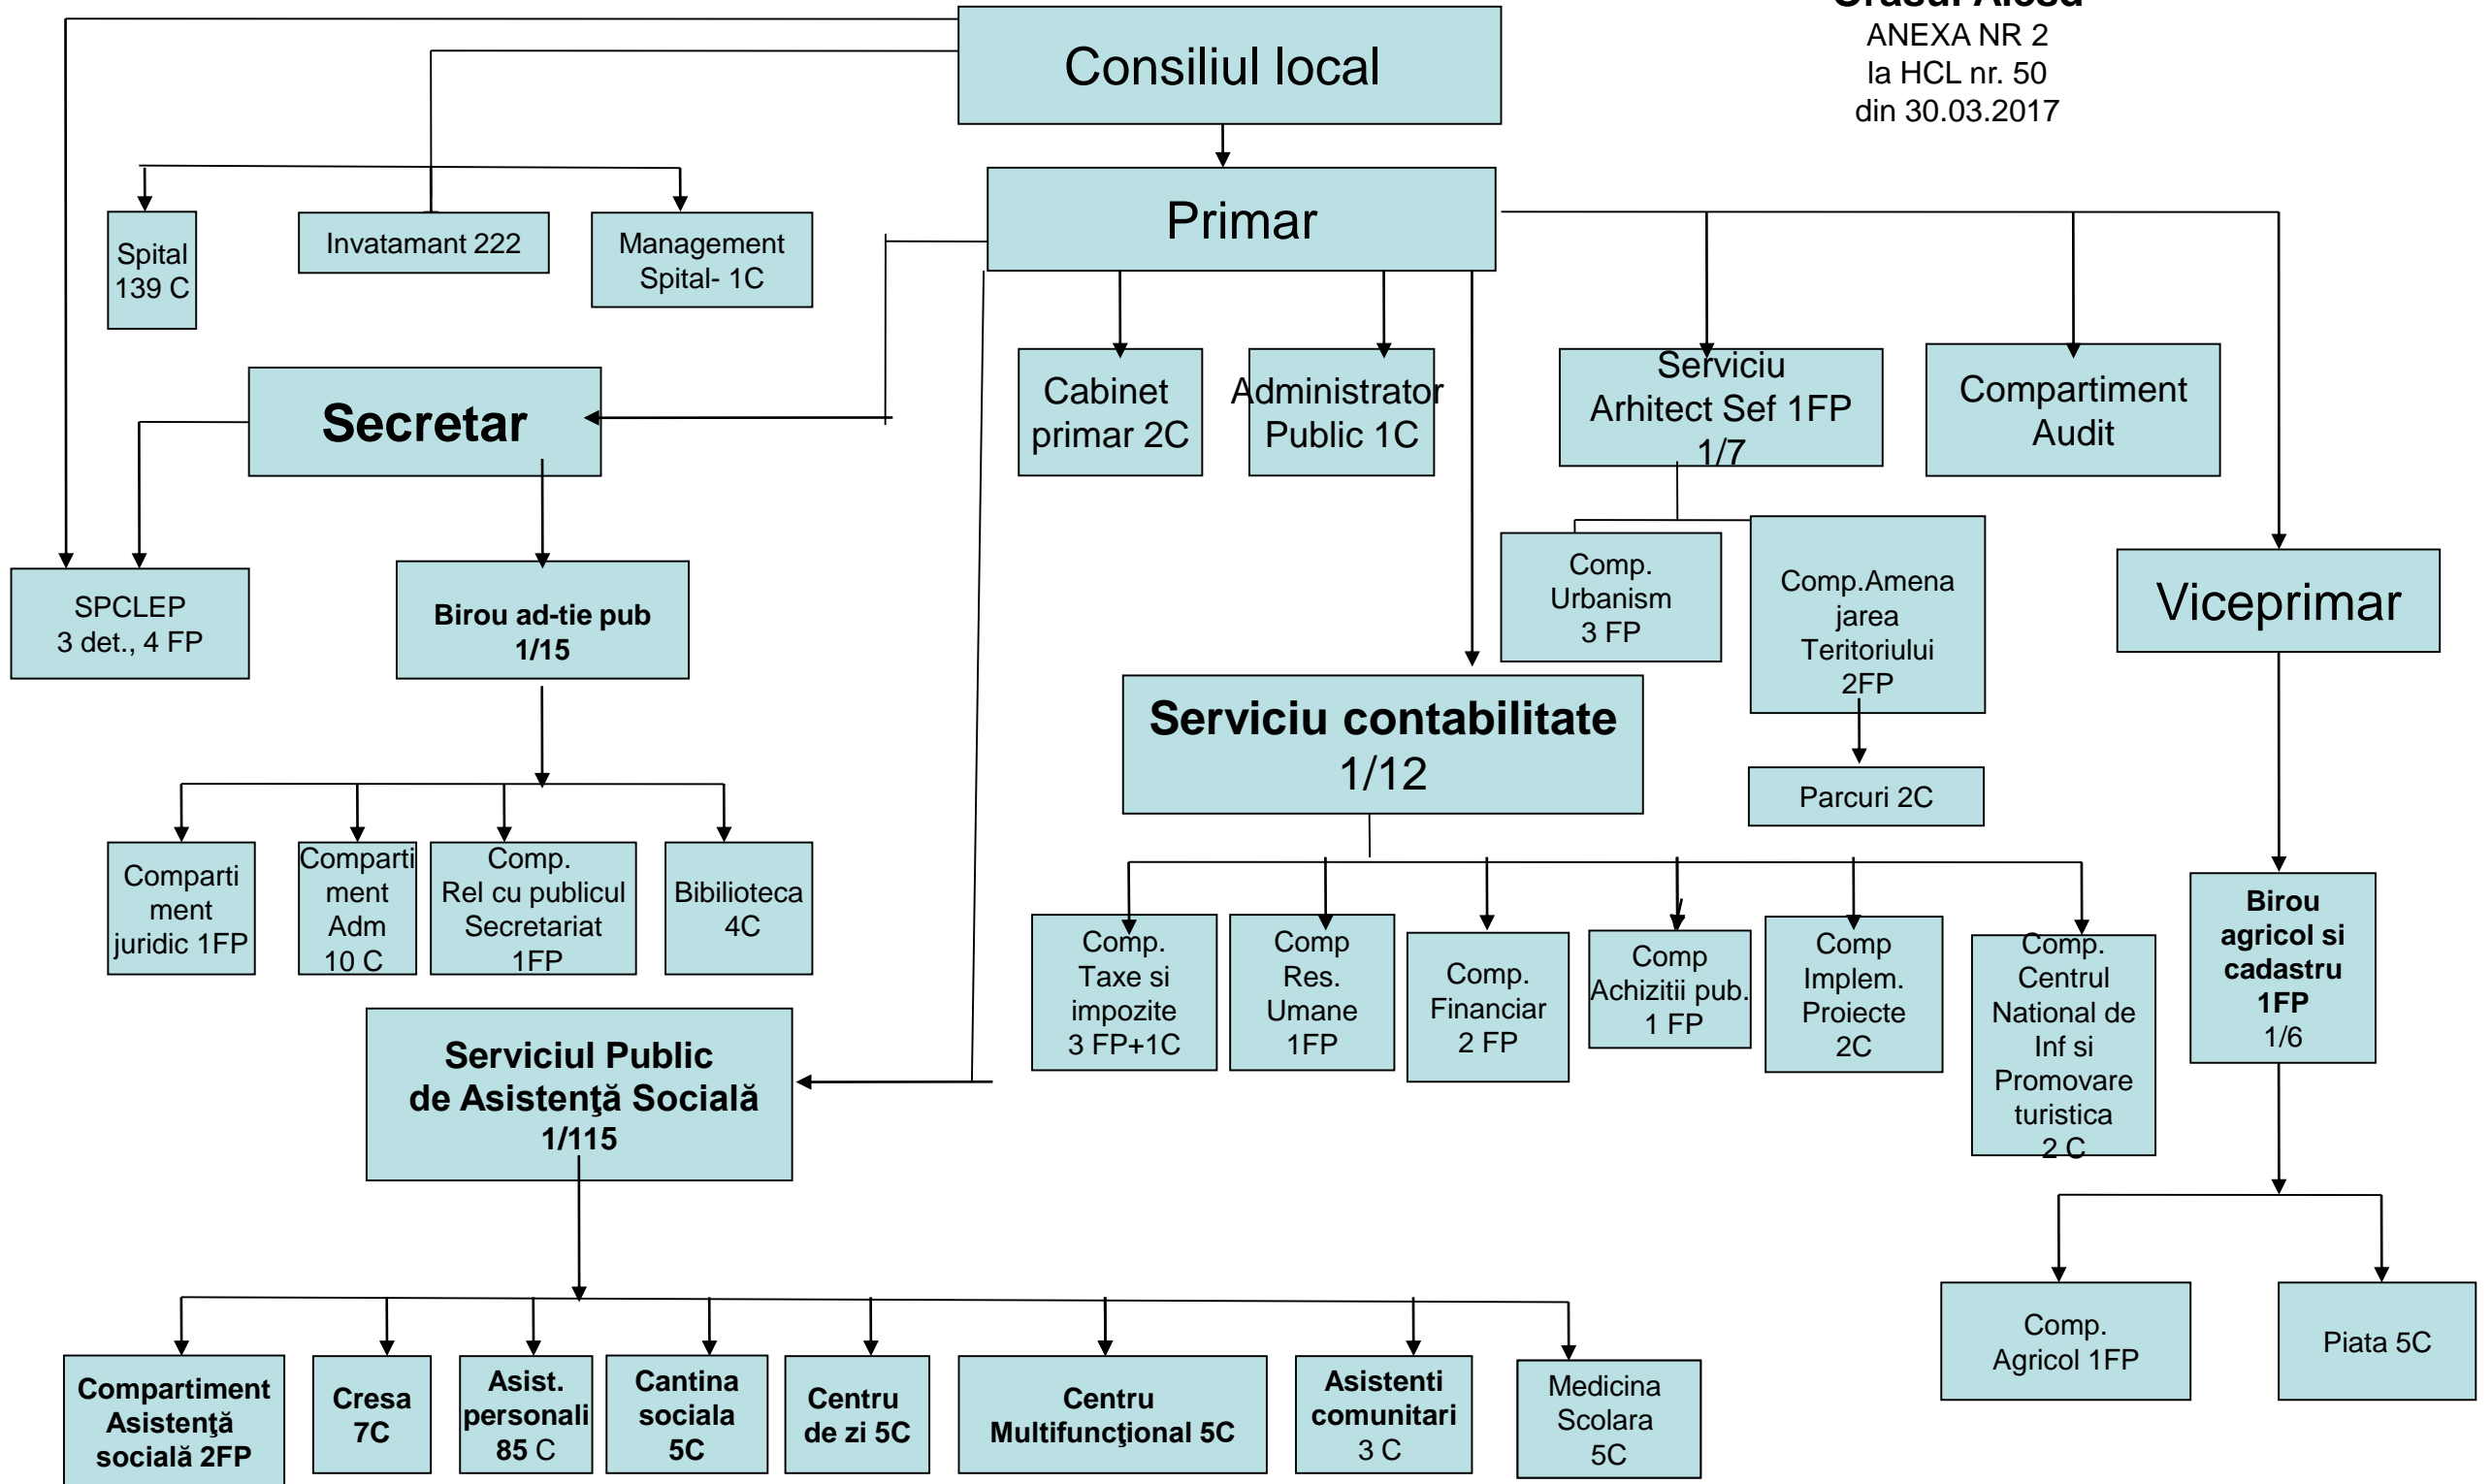 Orasul Alesd
ANEXA NR 2
la HCL nr. 50
din 30.03.2017
Consiliul local
Primar
Spital
139 C
Invatamant 222
Management
Spital- 1C
Secretar
Cabinet
primar 2C
Administrator
Public 1C
Serviciu
Arhitect Sef 1FP
1/7
Compartiment
Audit
SPCLEP
3 det., 4 FP
Birou ad-tie pub
1/15
Comp.
Urbanism
3 FP
Comp.Amena
jarea
Teritoriului
2FP
Viceprimar
Serviciu contabilitate
1/12
Parcuri 2C
Comparti
ment
juridic 1FP
Comparti
ment
Adm
10 C
Comp.
Rel cu publicul
Secretariat
1FP
Bibilioteca
4C
Comp.
Taxe si
impozite
3 FP+1C
Comp
Res.
Umane
1FP
Comp.
Financiar
2 FP
Comp
Achizitii pub.
1 FP
Comp
Implem.
Proiecte
2C
Comp.
Centrul
National de
Inf si
Promovare
turistica
2 C
Birou
agricol si
cadastru
1FP
1/6
Serviciul Public
de Asistenţă Socială
1/115
Comp.
Agricol 1FP
Piata 5C
Compartiment
Asistenţă
socială 2FP
Cresa
7C
Asist.
personali
85 C
Cantina
sociala
5C
Centru
de zi 5C
Centru
Multifuncţional 5C
Asistenti
comunitari
3 C
Medicina
Scolara
5C